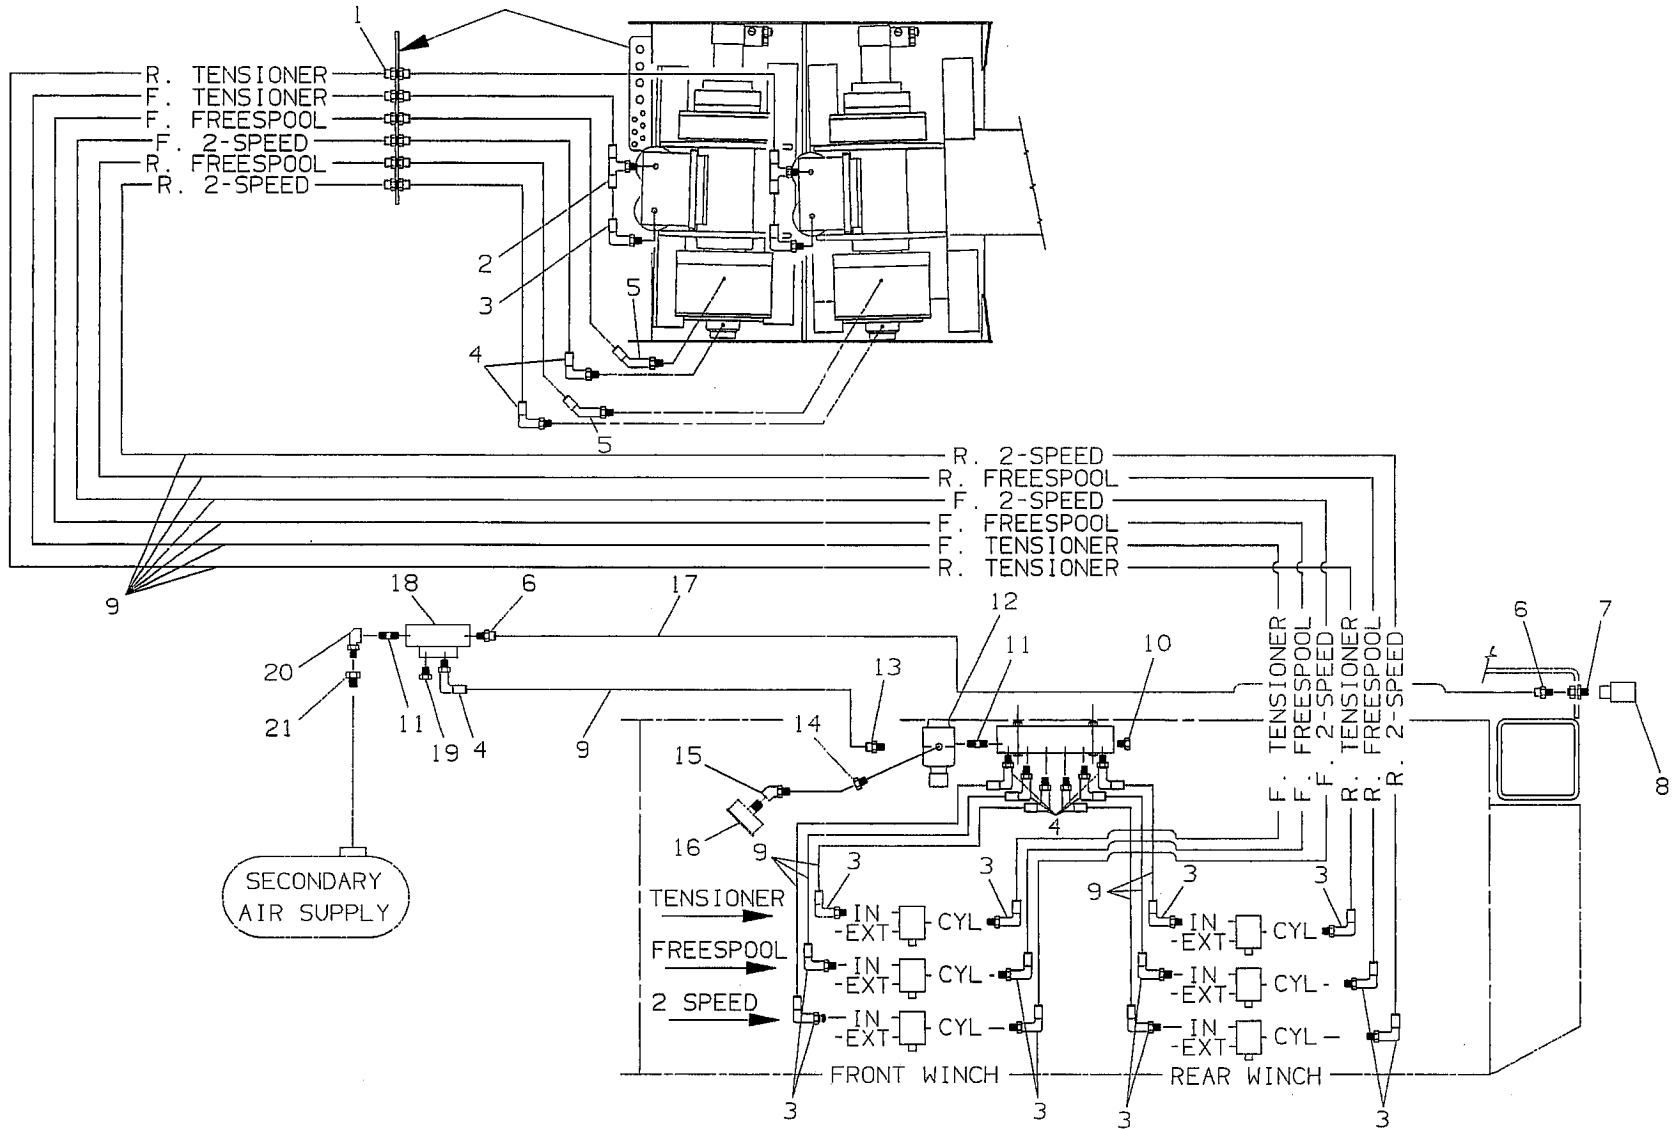 1
R. TENSIONER
F. TENSIONER
F. FREESPOOL
F. 2-SPEED
R. FREESPOOL
R. 2-SPEED
2
3
5
4
5
R. 2-SPEED
R. FREESPOOL
F. 2-SPEED
F. FREESPOOL
F. TENSIONER
R. TENSIONER
9
18
6
17
12
11
10
6
7
20
21
11
19
4
9
13
14
15
16
8
F. TENSIONER
F. FREESPOOL
F. 2-SPEED
R. TENSIONER
R. FREESPOOL
R. 2-SPEED
4
9
3
3
9
3
3
SECONDARY
AIR SUPPLY
TENSIONER
IN
EXT
CYL
IN
EXT
CYL
FREESPOOL
IN
EXT
CYL
IN
EXT
CYL
2 SPEED
IN
EXT
CYL
IN
EXT
CYL
FRONT WINCH
REAR WINCH
3
3
3
3